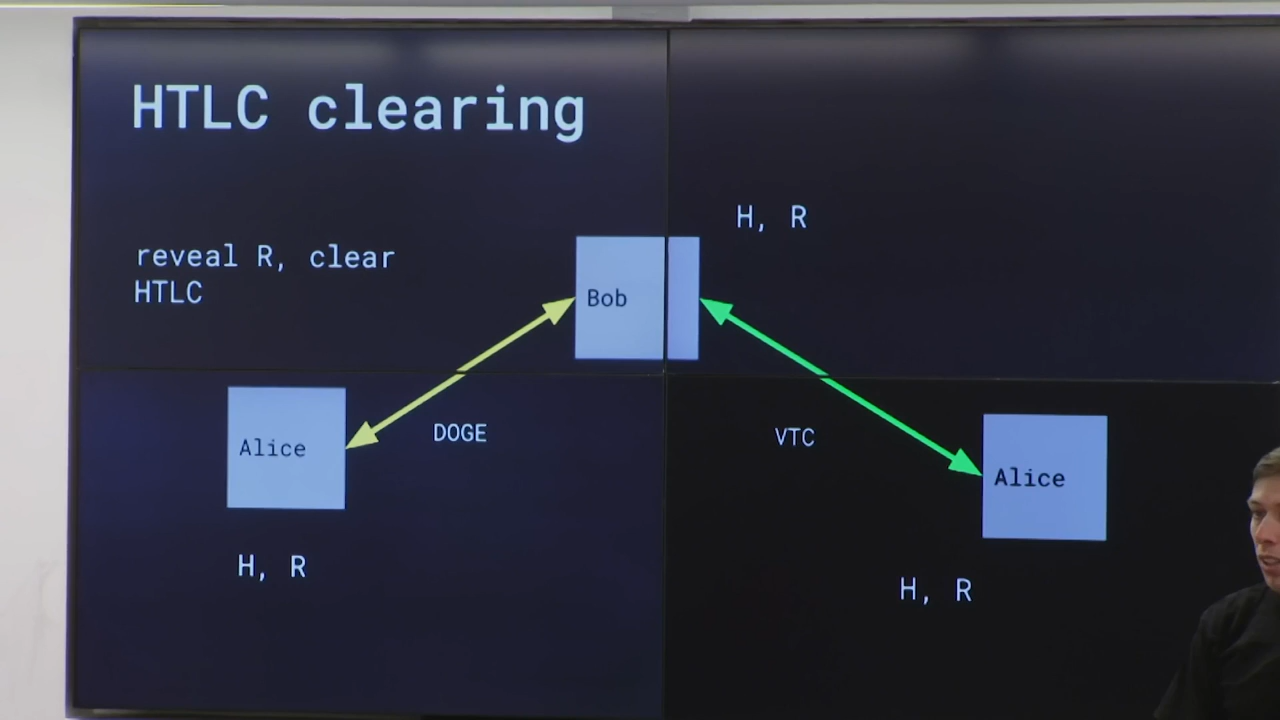 HTLC clearing
H, R
reveal R, clear
HTLC
Bob
DOGE
VTC
Alice
Alice
H, R
H, R